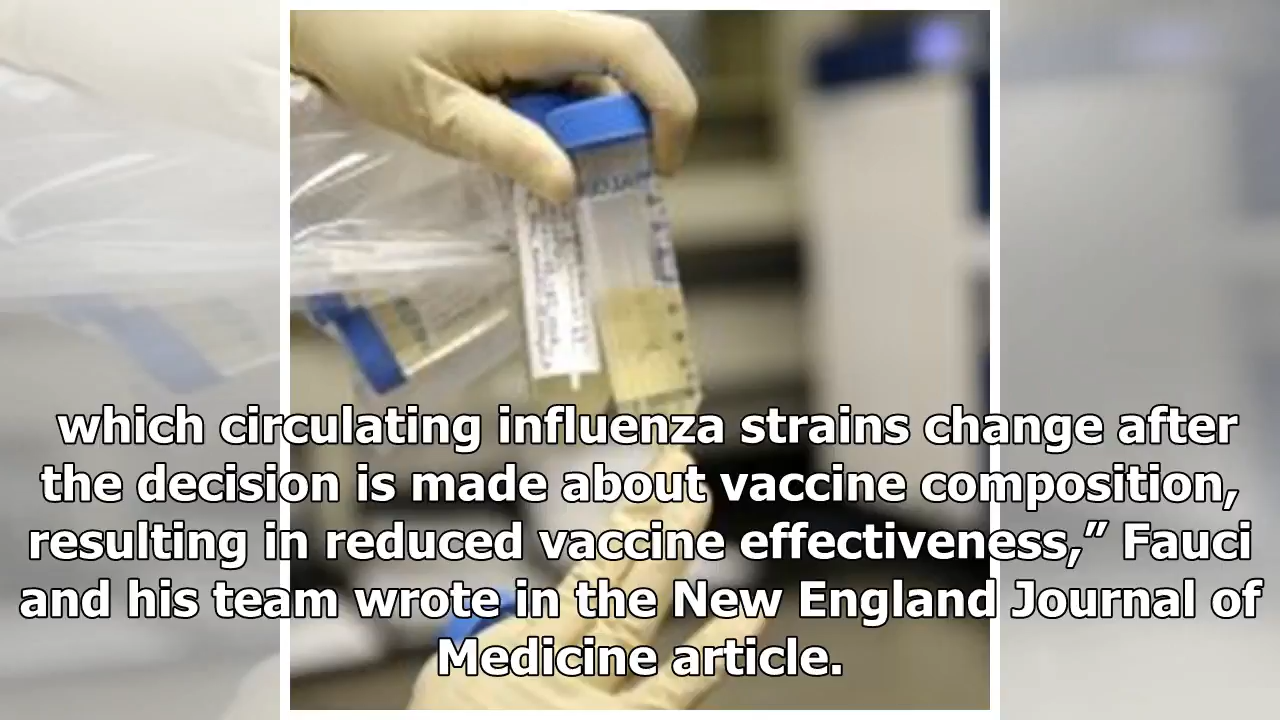 which circulating influenza strains change after
the decision is made about vaccine composition,
resulting in reduced vaccine effectiveness,” Fauci
and his team wrote in the New England Journal of
Medicine article.